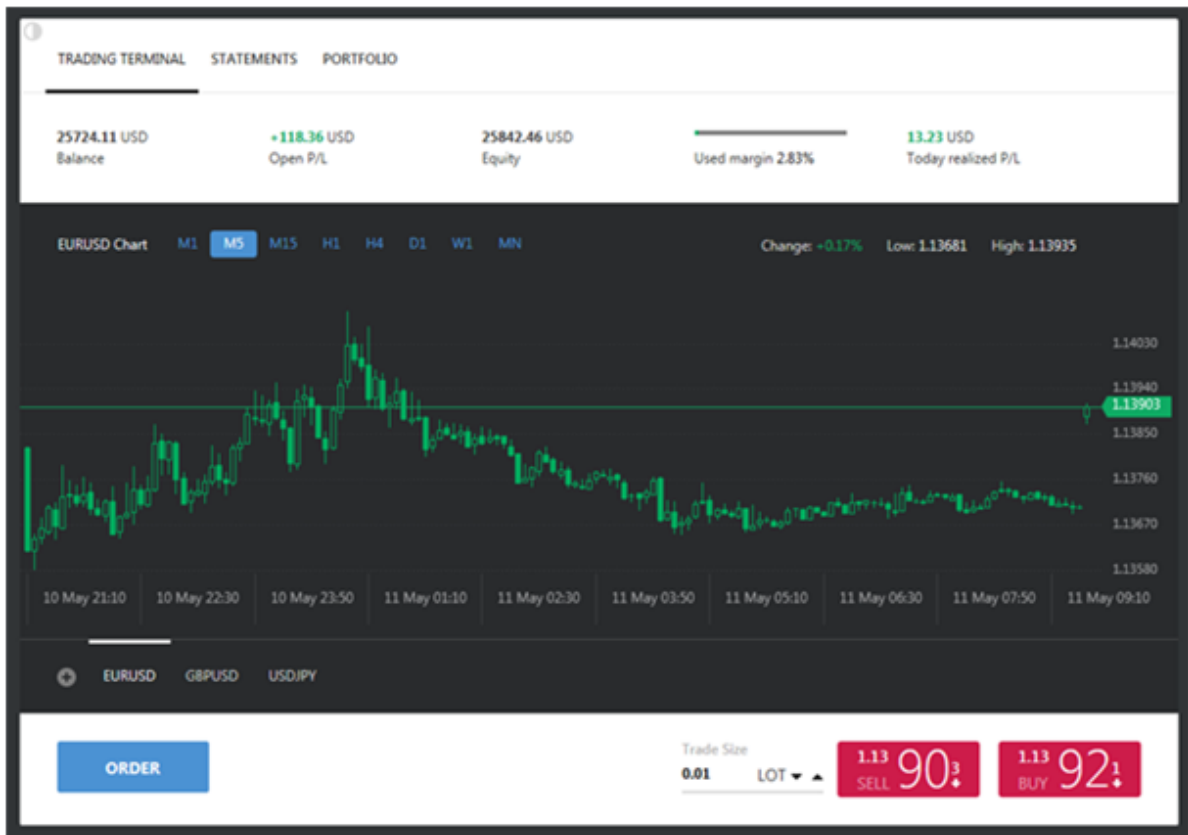 TRADING TERMINAL STATEMENTS PORTFOLIO
25724.11 USD +118.36 USD 25842.46 USD 13.23 USD
Balance Open P/L Equity Used margin 2.83% Today realized P/L
EURUSD Chart M1 M5 M15 H1 H4 D1 W1 MN Change: +0.17% Low: 1.13681 High: 1.13935
1.14030
1.13940
1.13903
1.13850
1.13760
1.13670
1.13580
10 May 21:10 10 May 22:30 10 May 23:50 11 May 01:10 11 May 02:30 11 May 03:50 11 May 05:10 11 May 06:30 11 May 07:50 11 May 09:10
EURUSD GBPUSD USDJPY
Trade Size
ORDER 0.01 LOT 1.13 SELL 90 3 1.13 BUY 92 1